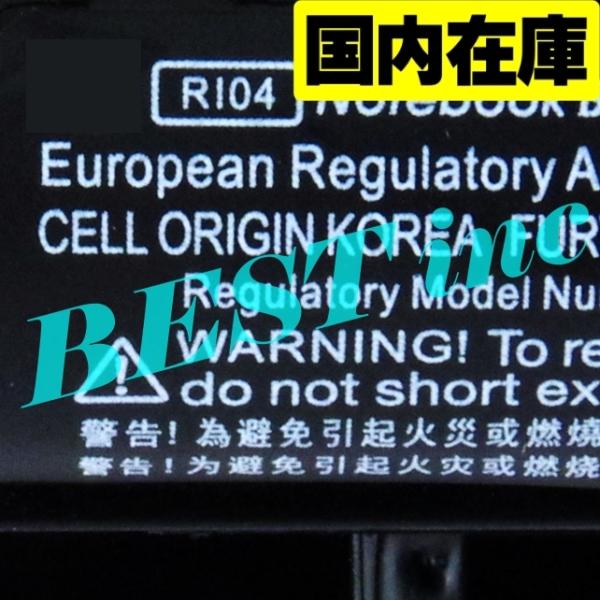 国内在庫
RI04 Notebook
European Regulatory A
CELL ORIGIN KOREA FUR
Regulatory Model Nu
BEST inc
WARNING! To re
do not short ex
警告!為避免引起火災或燃燒
警告!为避免引起火灾或燃烧